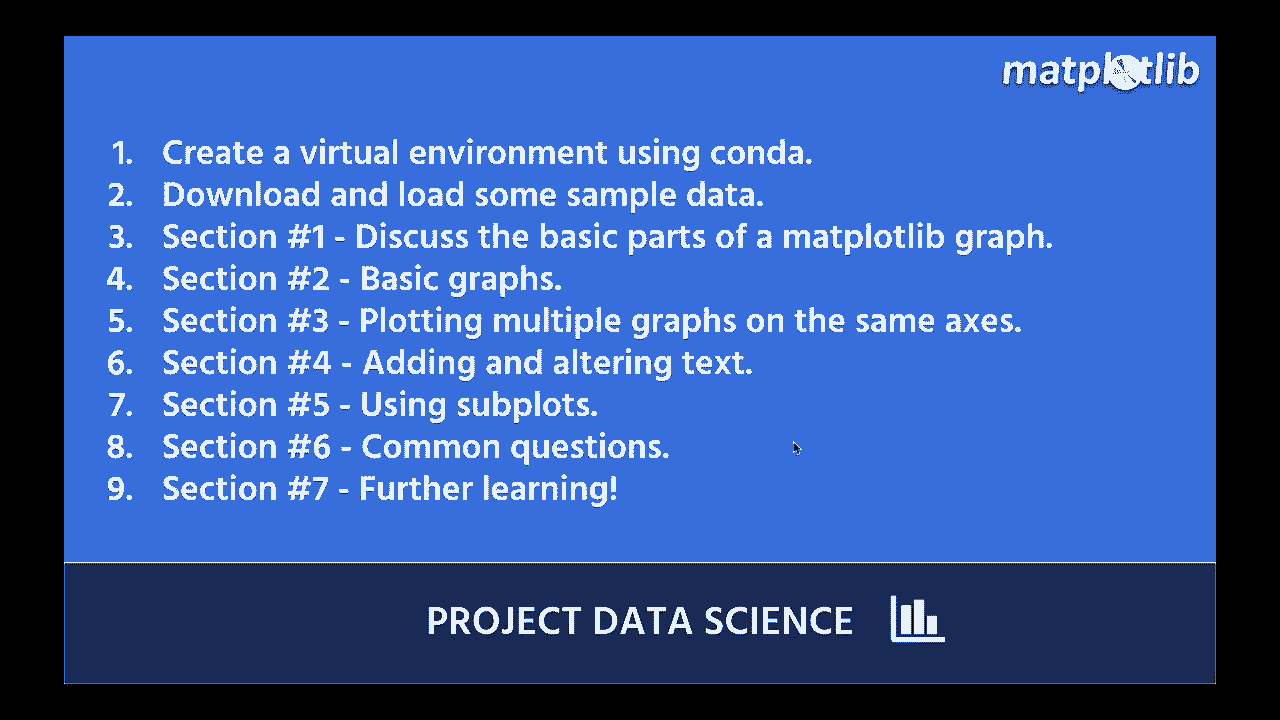 matplotlib
1. Create a virtual environment using conda.
2. Download and load some sample data.
3. Section #1 - Discuss the basic parts of a matplotlib graph.
4. Section #2 - Basic graphs.
5. Section #3 - Plotting multiple graphs on the same axes.
6. Section #4 - Adding and altering text.
7. Section #5 - Using subplots.
8. Section #6 - Common questions.
9. Section #7 - Further learning!
PROJECT DATA SCIENCE